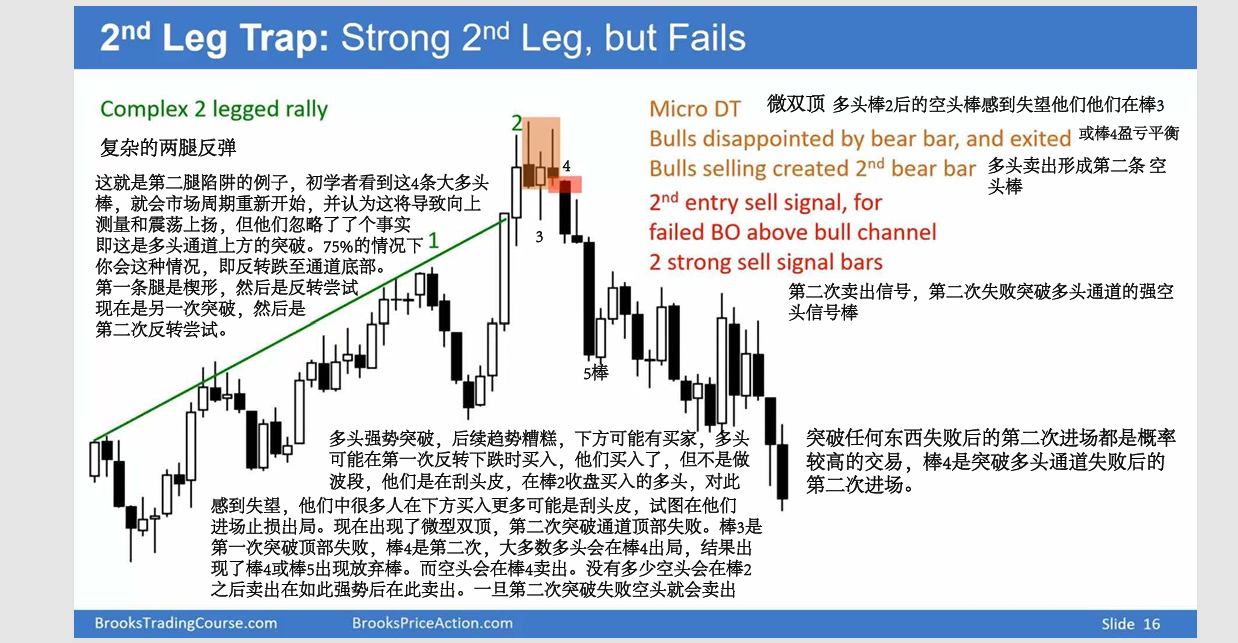 2nd Leg Trap: Strong 2nd Leg, but Fails
Complex 2 legged rally
复杂的两腿反弹
这就是第二腿陷阱的例子，初学者看到这4条大多头
棒，就会市场周期重新开始，并认为这将导致向上
测量和震荡上扬，但他们忽略了了个事实
即这是多头通道上方的突破。75%的情况下
你会这种情况，即反转跌至通道底部。
第一条腿是楔形，然后是反转尝试
现在是另一次突破，然后是
第二次反转尝试。
1
2
3
4
5棒
Micro DT
微双顶 多头棒2后的空头棒感到失望他们他们在棒3
Bulls disappointed by bear bar, and exited
或棒4盈亏平衡
Bulls selling created 2nd bear bar
多头卖出形成第二条 空
头棒
2nd entry sell signal, for
failed BO above bull channel
2 strong sell signal bars
第二次卖出信号，第二次失败突破多头通道的强空
头信号棒
多头强势突破，后续趋势糟糕，下方可能有买家，多头
可能在第一次反转下跌时买入，他们买入了，但不是做
波段，他们是在刮头皮，在棒2收盘买入的多头，对此
感到失望，他们中很多人在下方买入更多可能是刮头皮，试图在他们
进场止损出局。现在出现了微型双顶，第二次突破通道顶部失败。棒3是
第一次突破顶部失败，棒4是第二次，大多数多头会在棒4出局，结果出
现了棒4或棒5出现放弃棒。而空头会在棒4卖出。没有多少空头会在棒2
之后卖出在如此强势后在此卖出。一旦第二次突破失败空头就会卖出
突破任何东西失败后的第二次进场都是概率
较高的交易，棒4是突破多头通道失败后的
第二次进场。
BrooksTradingCourse.com
BrooksPriceAction.com
Slide 16